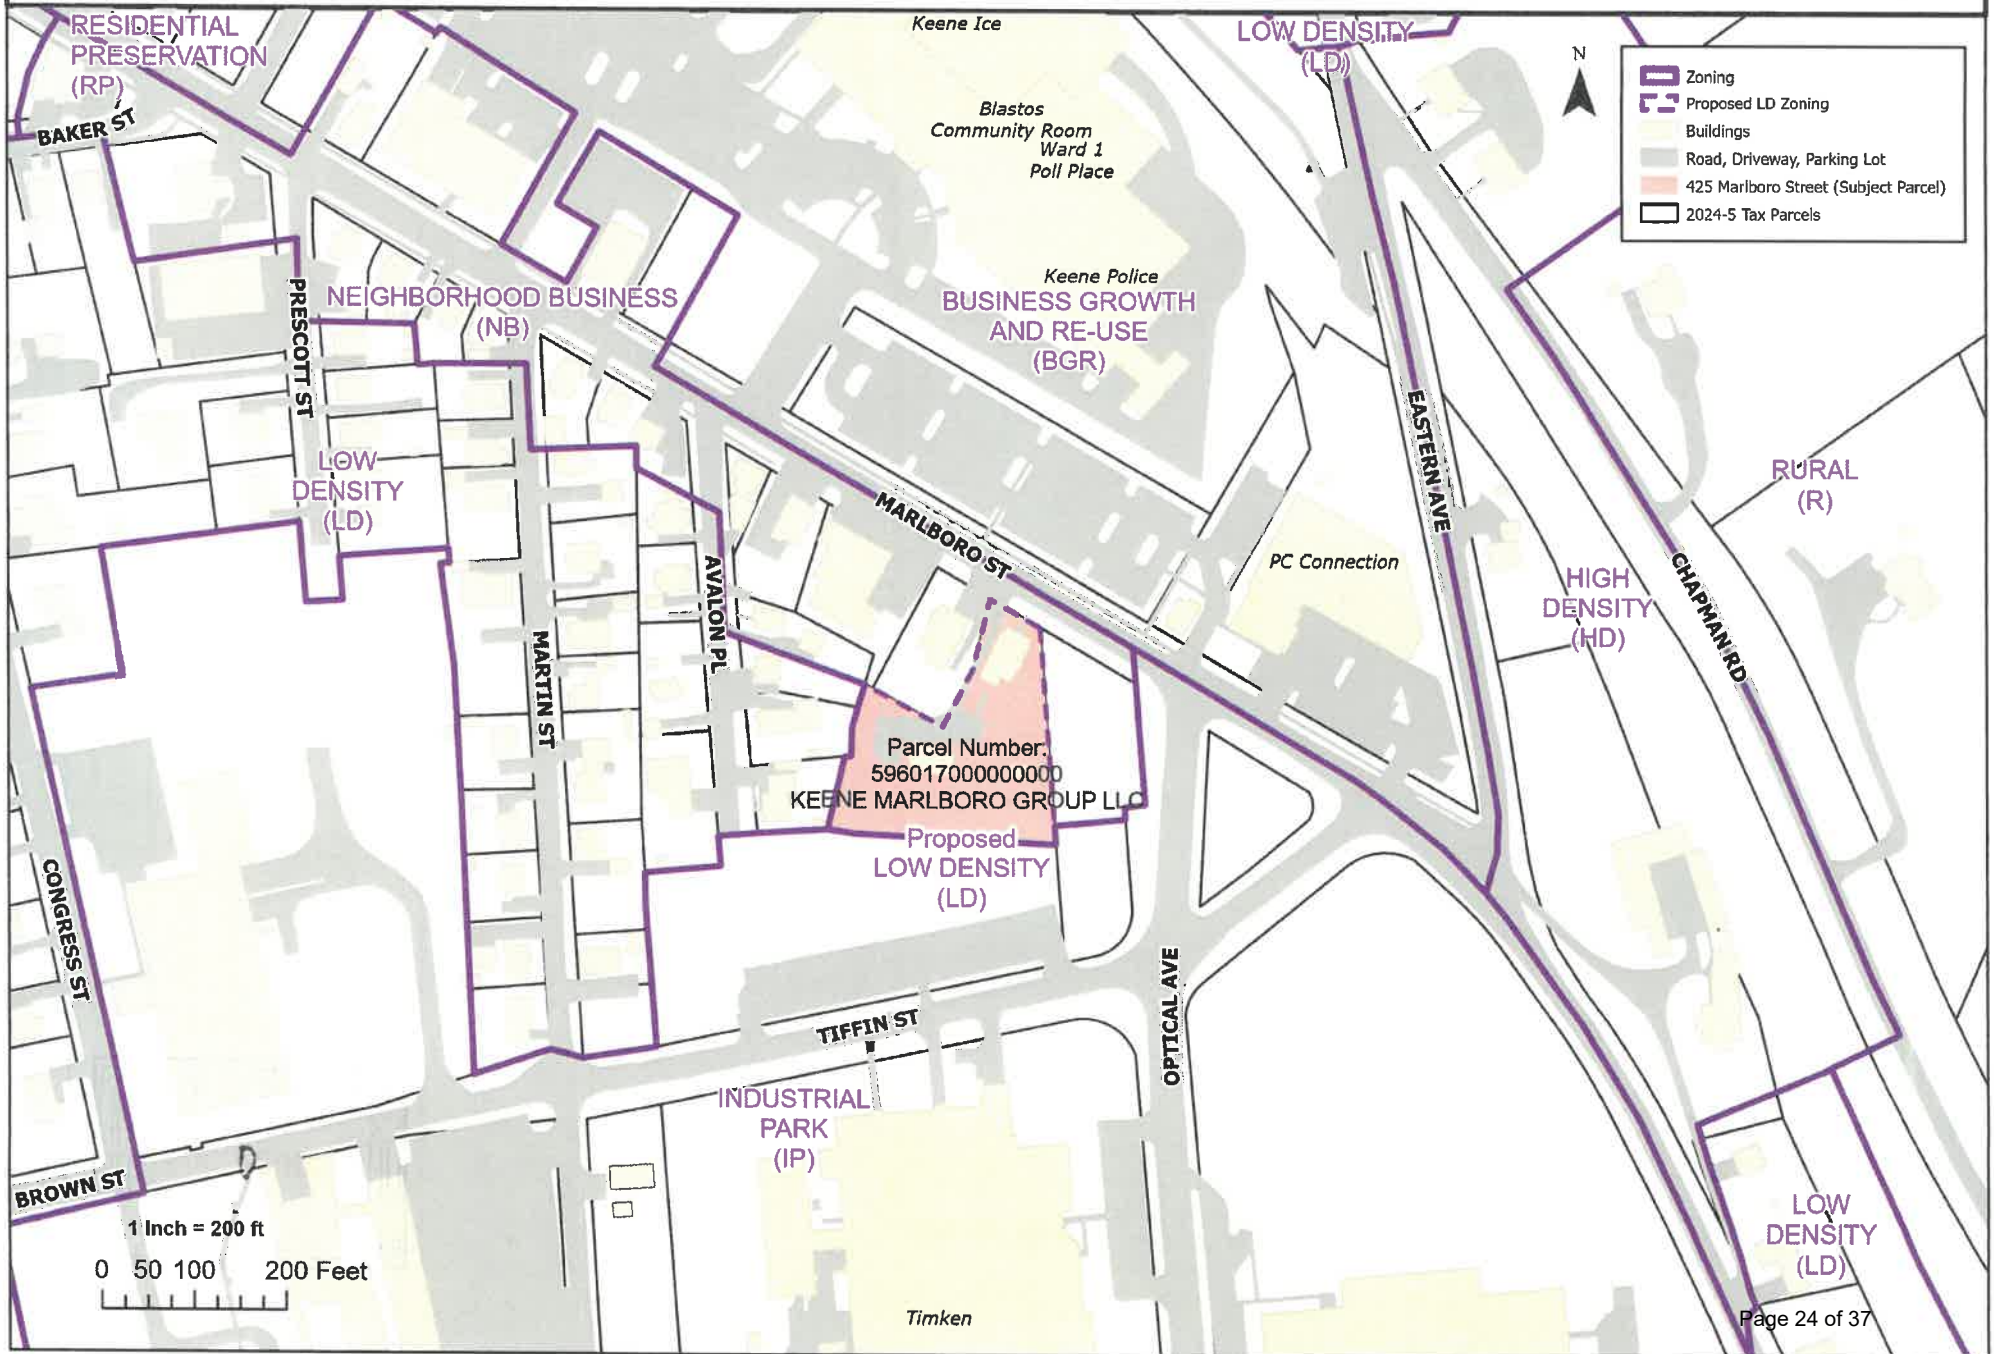 RESIDENTIAL
PRESERVATION
(RP)
Keene Ice
LOW DENSITY
(LD)
N
Zoning
Proposed LD Zoning
Buildings
Road, Driveway, Parking Lot
425 Marlboro Street (Subject Parcel)
2024-5 Tax Parcels
BAKER ST
Blastos
Community Room
Ward 1
Poll Place
Keene Police
PRESCOTT ST
NEIGHBORHOOD BUSINESS
(NB)
BUSINESS GROWTH
AND RE-USE
(BGR)
EASTERN AVE
LOW
DENSITY
(LD)
RURAL
(R)
MARLBORO ST
PC Connection
AVALON PL
HIGH
DENSITY
(HD)
CHAPMAN RD
MARTIN ST
Parcel Number:
596017000000000
KEENE MARLBORO GROUP LLC
Proposed
LOW DENSITY
(LD)
CONGRESS ST
TIFFIN ST
OPTICAL AVE
INDUSTRIAL
PARK
(IP)
BROWN ST
1 Inch = 200 ft
0 50 100 200 Feet
LOW
DENSITY
(LD)
Timken
Page 24 of 37